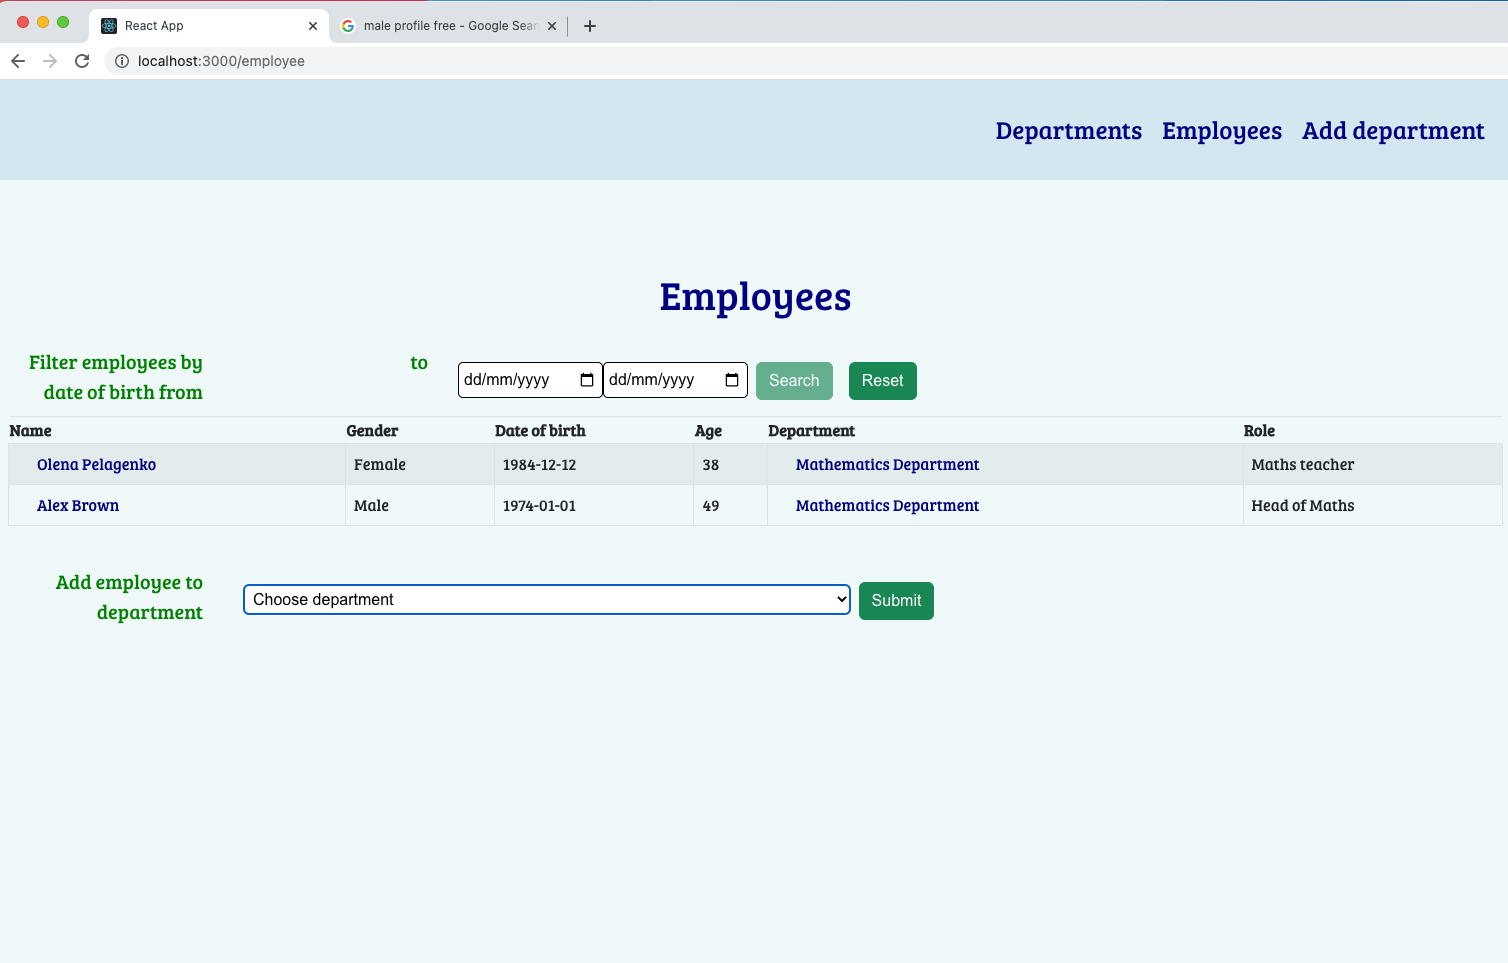 React App
male profile free - Google Sear
localhost:3000/employee
Departments Employees Add department
Employees
Filter employees by
date of birth from
to
dd/mm/yyyy dd/mm/yyyy Search Reset
Name Gender Date of birth Age Department Role
Olena Pelagenko Female 1984-12-12 38 Mathematics Department Maths teacher
Alex Brown Male 1974-01-01 49 Mathematics Department Head of Maths
Add employee to
department
Choose department Submit